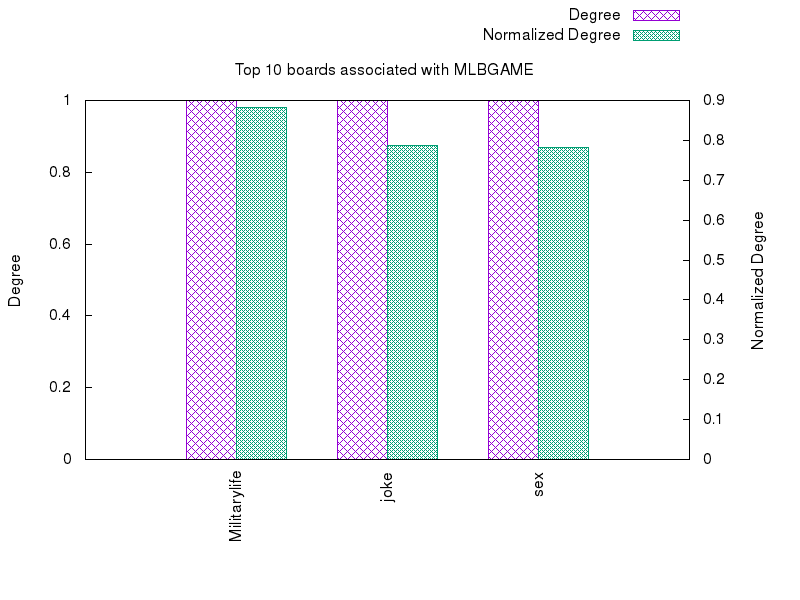 Degree
Normalized Degree
Top 10 boards associated with MLBGAME
1
0.8
0.6
0.4
0.2
0
0.9
0.8
0.7
0.6
0.5
0.4
0.3
0.2
0.1
0
Degree
Normalized Degree
Militarylife
joke
sex